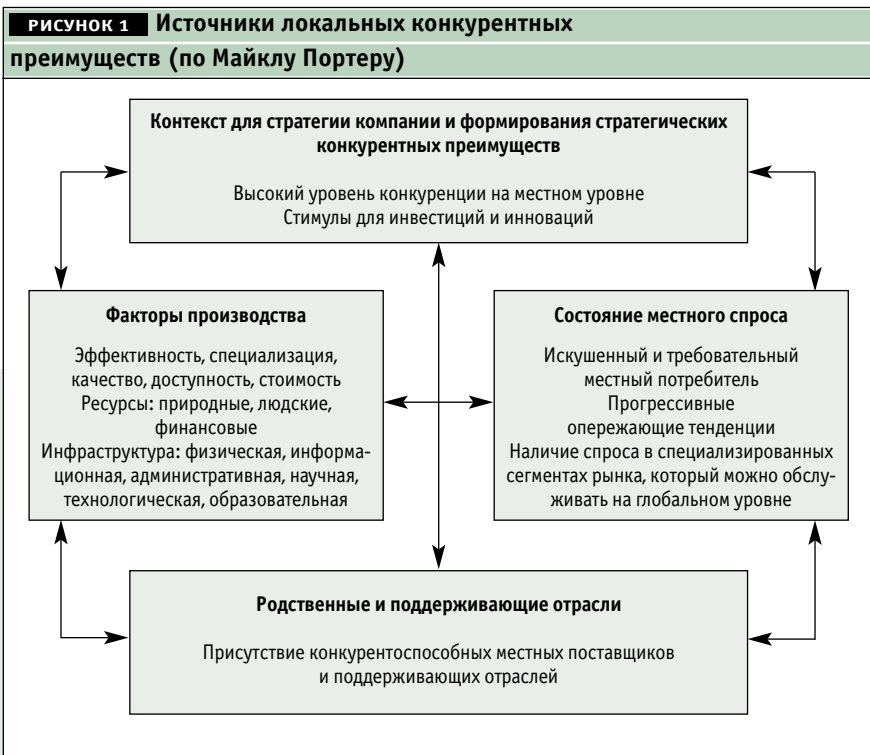 РИСУНОК 1 Источники локальных конкурентных
преимуществ (по Майклу Портеру)
Контекст для стратегии компании и формирования стратегических
конкурентных преимуществ
Высокий уровень конкуренции на местном уровне
Стимулы для инвестиций и инноваций
Факторы производства
Эффективность, специализация,
качество, доступность, стоимость
Ресурсы: природные, людские,
финансовые
Инфраструктура: физическая, информа-
ционная, административная, научная,
технологическая, образовательная
Состояние местного спроса
Искушенный и требовательный
местный потребитель
Прогрессивные
опережающие тенденции
Наличие спроса в специализированных
сегментах рынка, который можно обслу-
живать на глобальном уровне
Родственные и поддерживающие отрасли
Присутствие конкурентоспособных местных поставщиков
и поддерживающих отраслей